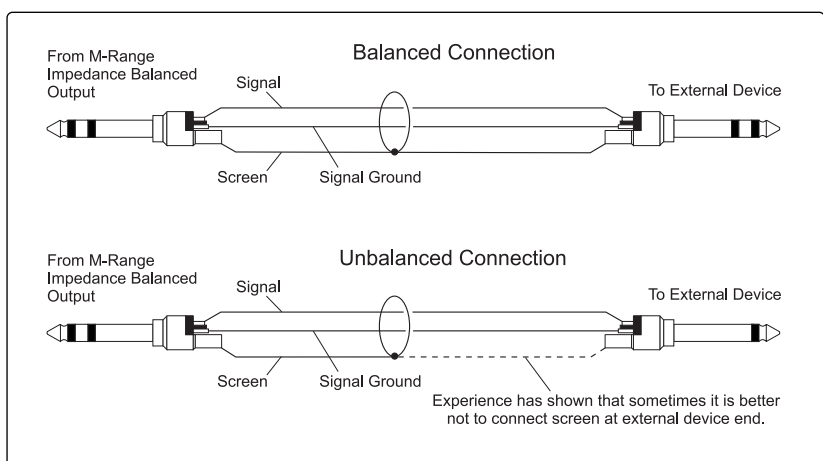 Balanced Connection
From M-Range
Impedance Balanced
Output
Signal
To External Device
Screen
Signal Ground
Unbalanced Connection
From M-Range
Impedance Balanced
Output
Signal
To External Device
Screen
Signal Ground
Experience has shown that sometimes it is better
not to connect screen at external device end.